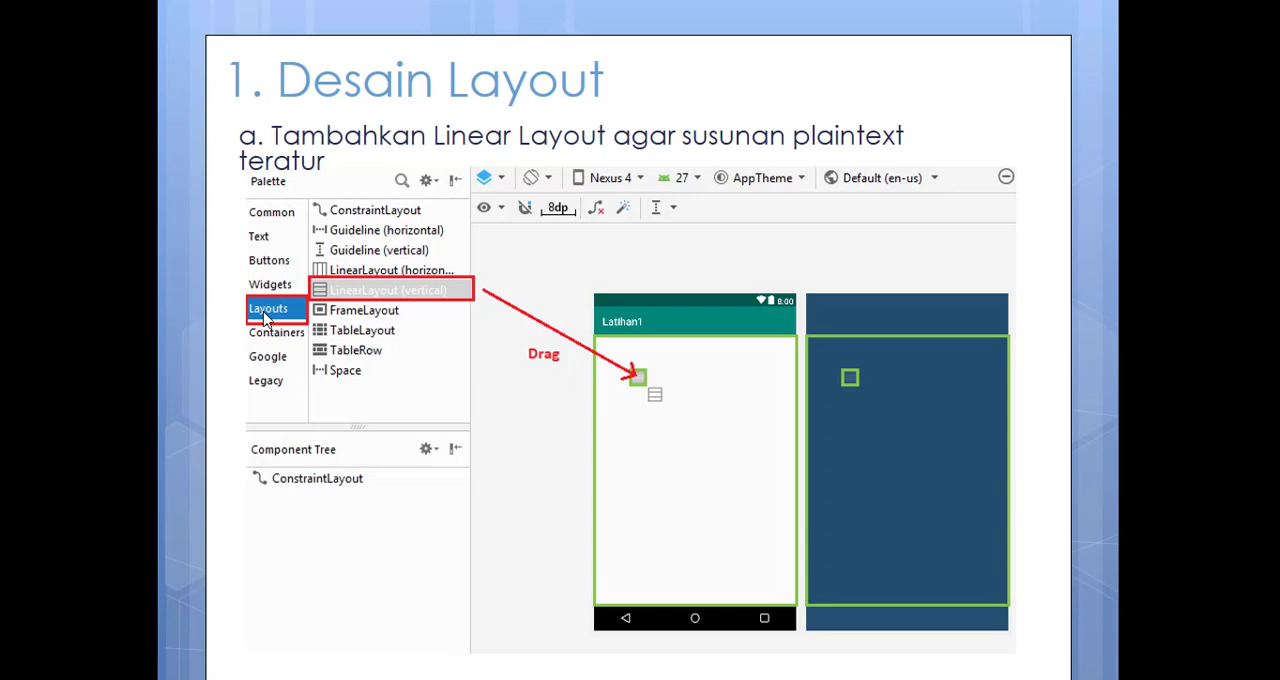 1. Desain Layout
a. Tambahkan Linear Layout agar susunan plaintext
teratur
Palette
Common
Text
Buttons
Widgets
Layouts
Containers
Google
Legacy
ConstraintLayout
Guideline (horizontal)
Guideline (vertical)
LinearLayout (horizon...
LinearLayout (vertical)
FrameLayout
TableLayout
TableRow
Space
Component Tree
ConstraintLayout
Nexus 4
27
AppTheme
Default (en-us)
8dp
Drag
8:00
Latihan1